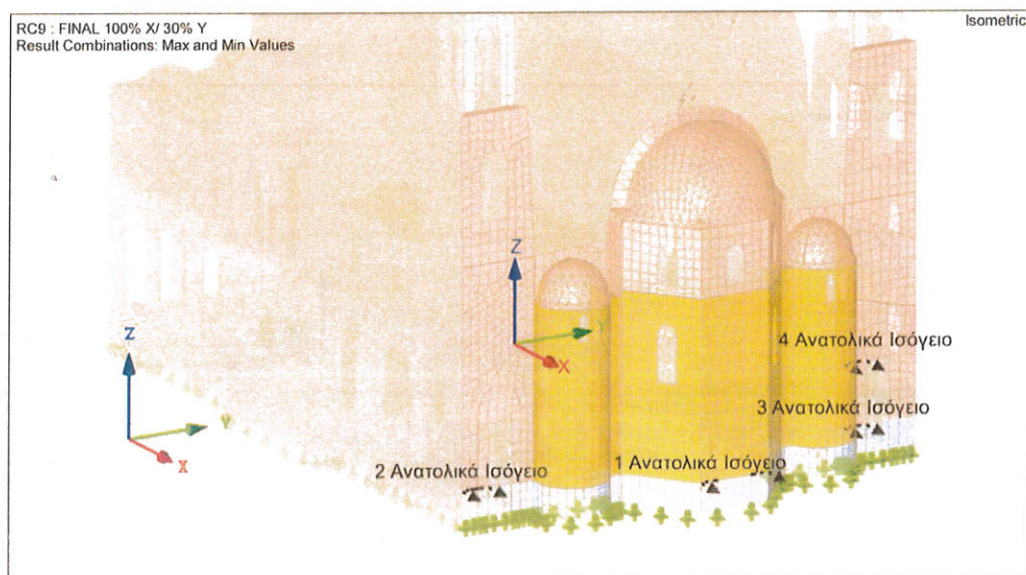 RC9 : FINAL 100% X/ 30% Y
Result Combinations: Max and Min Values
Isometric
Z
Y
X
Z
Y
X
4 Ανατολικά Ισόγειο
3 Ανατολικά Ισόγειο
2 Ανατολικά Ισόγειο
1 Ανατολικά Ισόγειο